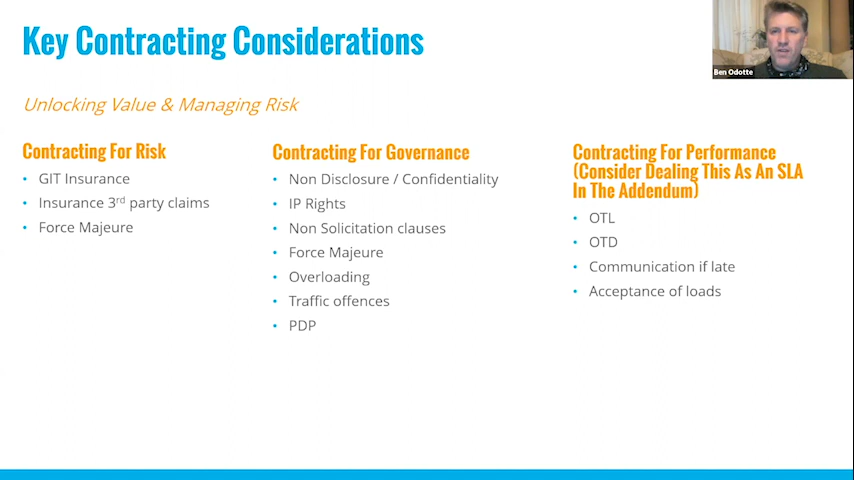 Key Contracting Considerations
Ben Odotte
Unlocking Value & Managing Risk
Contracting For Risk
• GIT Insurance
• Insurance 3rd party claims
• Force Majeure
Contracting For Governance
• Non Disclosure / Confidentiality
• IP Rights
• Non Solicitation clauses
• Force Majeure
• Overloading
• Traffic offences
• PDP
Contracting For Performance
(Consider Dealing This As An SLA
In The Addendum)
• OTL
• OTD
• Communication if late
• Acceptance of loads